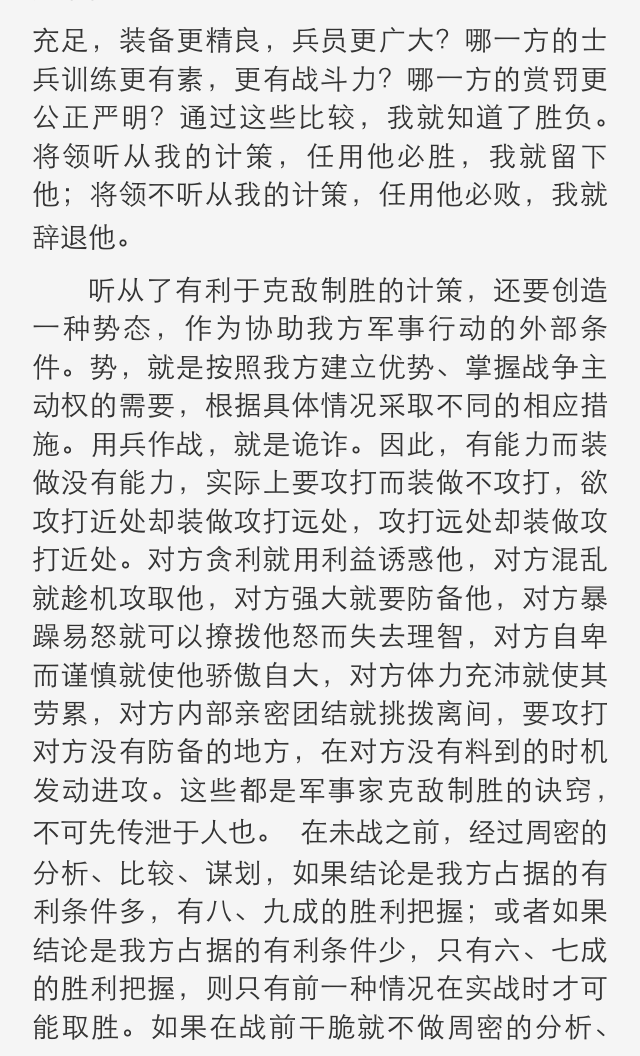 充足，装备更精良，兵员更广大？哪一方的士
兵训练更有素，更有战斗力？哪一方的赏罚更
公正严明？通过这些比较，我就知道了胜负。
将领听从我的计策，任用他必胜，我就留下
他；将领不听从我的计策，任用他必败，我就
辞退他。
听从了有利于克敌制胜的计策，还要创造
一种势态，作为协助我方军事行动的外部条
件。势，就是按照我方建立优势、掌握战争主
动权的需要，根据具体情况采取不同的相应措
施。用兵作战，就是诡诈。因此，有能力而装
做没有能力，实际上要攻打而装做不攻打，欲
攻打近处却装做攻打远处，攻打远处却装做攻
打近处。对方贪利就用利益诱惑他，对方混乱
就趁机攻取他，对方强大就要防备他，对方暴
躁易怒就可以撩拨他怒而失去理智，对方自卑
而谨慎就使他骄傲自大，对方体力充沛就使其
劳累，对方内部亲密团结就挑拨离间，要攻打
对方没有防备的地方，在对方没有料到的时机
发动进攻。这些都是军事家克敌制胜的诀窍，
不可先传泄于人也。 在未战之前，经过周密的
分析、比较、谋划，如果结论是我方占据的有
利条件多，有八、九成的胜利把握；或者如果
结论是我方占据的有利条件少，只有六、七成
的胜利把握，则只有前一种情况在实战时才可
能取胜。如果在战前干脆就不做周密的分析、